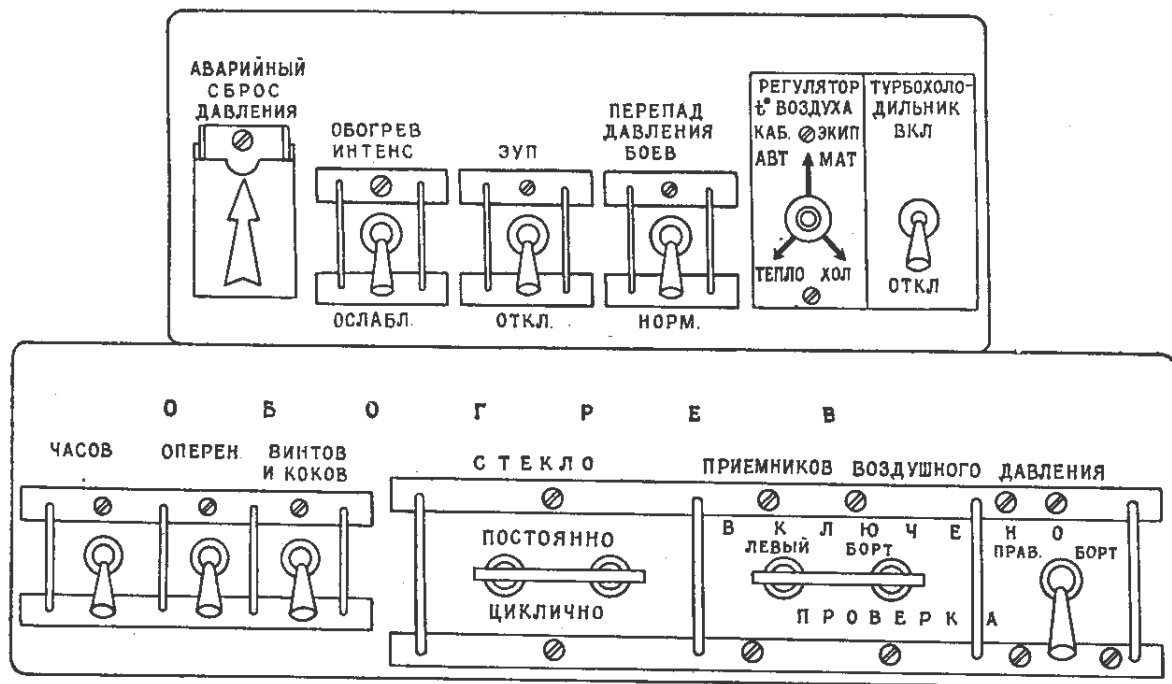 АВАРИЙНЫЙ
СБРОС
ДАВЛЕНИЯ
ОБОГРЕВ
ИНТЕНС
ОСЛАБЛ.
ЭУП
ОТКЛ.
ПЕРЕПАД
ДАВЛЕНИЯ
БОЕВ
НОРМ.
РЕГУЛЯТОР
t° ВОЗДУХА
КАБ. ЭКИП
АВТ МАТ
ТЕПЛО ХОЛ
ТУРБОХОЛО-
ДИЛЬНИК
ВКЛ
ОТКЛ
О Б О Г Р Е В
ЧАСОВ
ОПЕРЕН.
ВИНТОВ
И КОКОВ
СТЕКЛО
ПОСТОЯННО
ЦИКЛИЧНО
ПРИЕМНИКОВ ВОЗДУШНОГО ДАВЛЕНИЯ
В К Л Ю Ч Е Н О
ЛЕВЫЙ БОРТ
ПРАВ. БОРТ
П Р О В Е Р К А